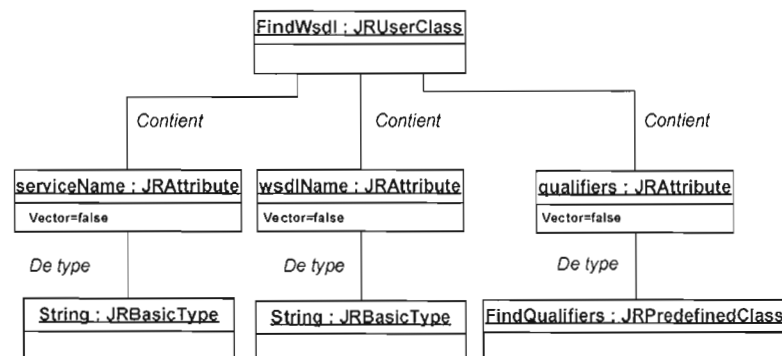 FindWsdl : JRUserClass
Contient
Contient
Contient
serviceName : JRAttribute
Vector=false
wsdlName : JRAttribute
Vector=false
qualifiers : JRAttribute
Vector=false
De type
De type
De type
String : JRBasicType
String : JRBasicType
FindQualifiers : JRPredefinedClass